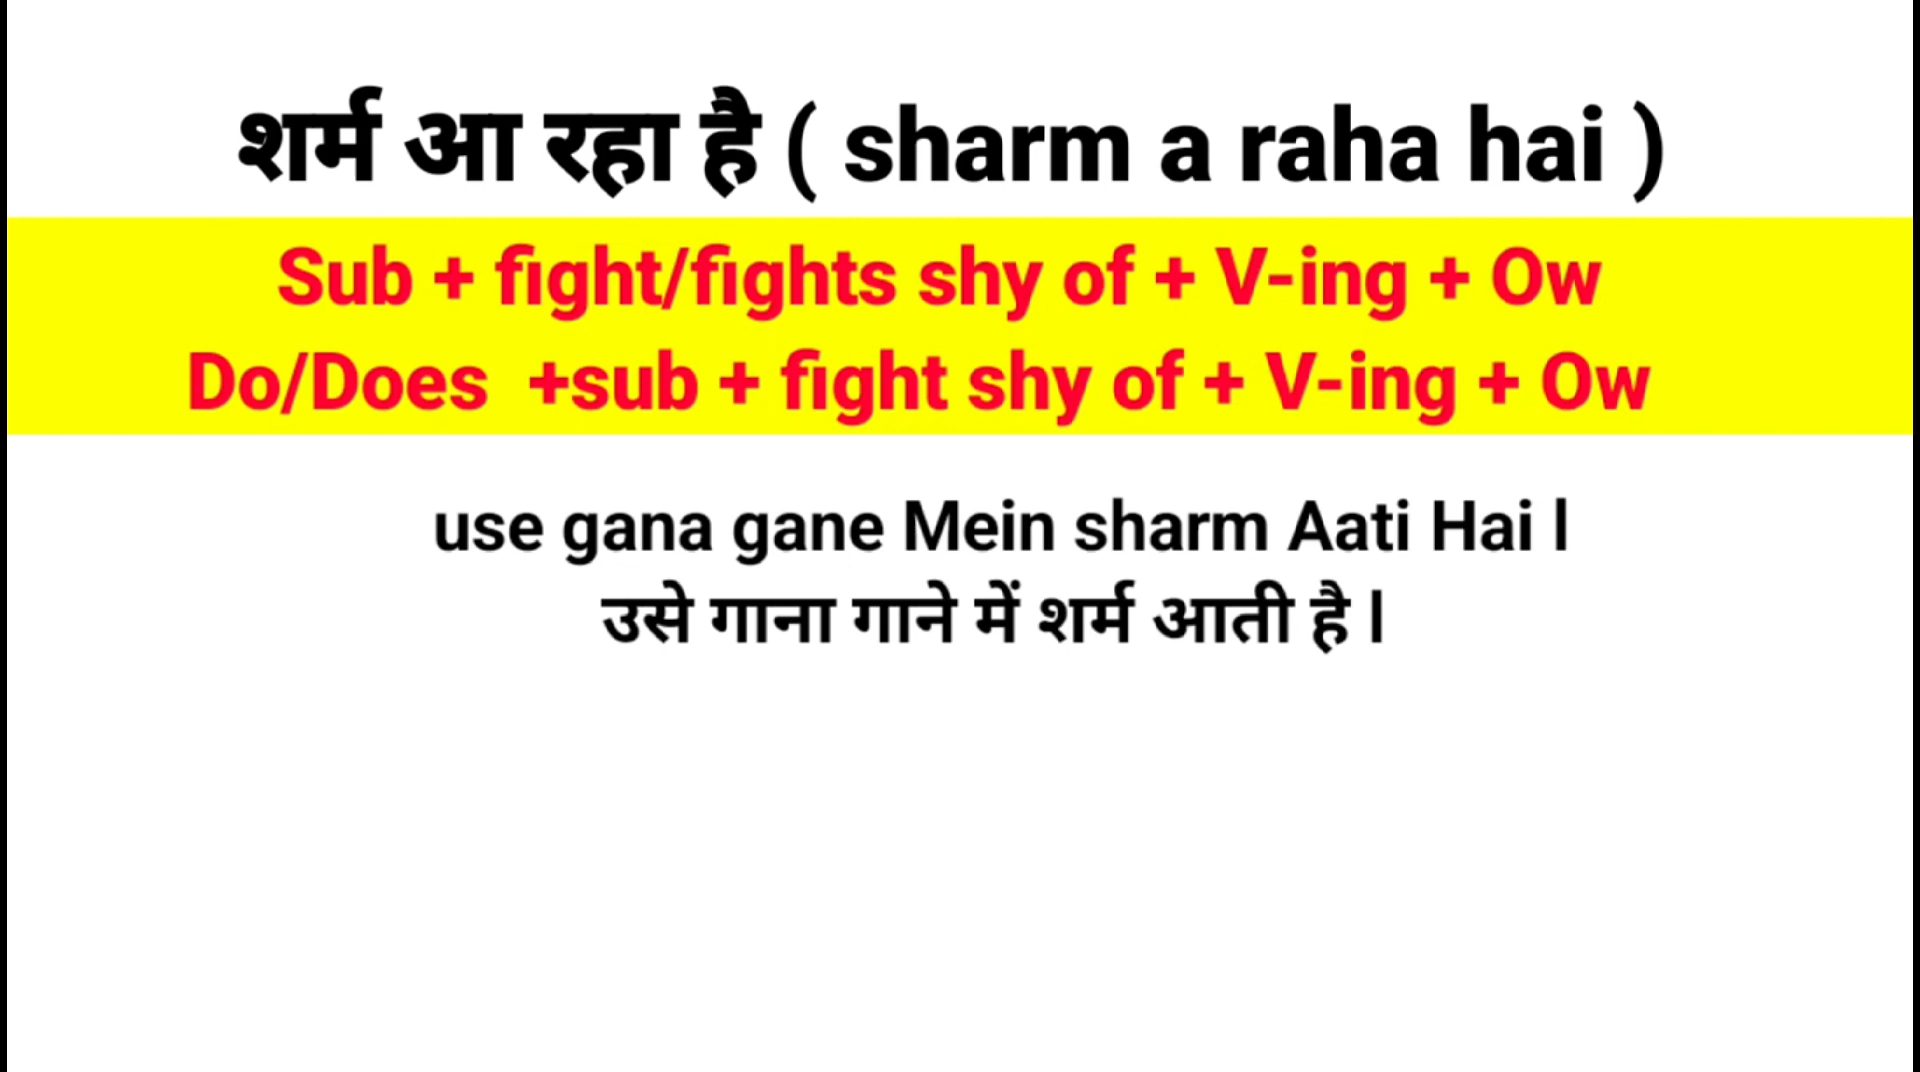 शर्म आ रहा है ( sharm a raha hai )
Sub + fight/fights shy of + V-ing + Ow
Do/Does +sub + fight shy of + V-ing + Ow
use gana gane Mein sharm Aati Hai l
उसे गाना गाने में शर्म आती है l